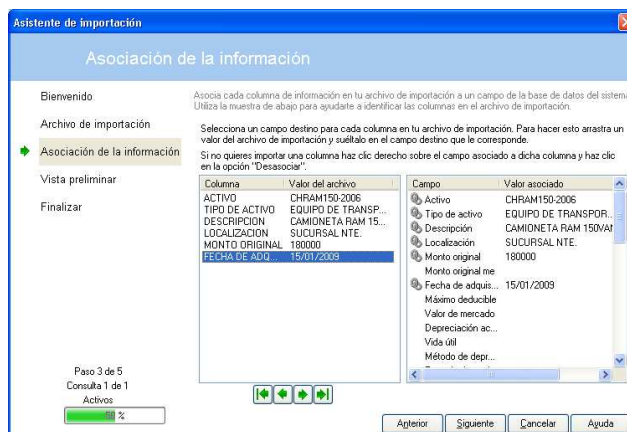 Asistente de importación
Asociación de la información
Bienvenido
Archivo de importación
Asociación de la información
Vista preliminar
Finalizar
Asocia cada columna de información en tu archivo de importación a un campo de la base de datos del sistema
Utiliza la muestra de abajo para ayudarte a identificar las columnas en el archivo de importación.
Selecciona un campo destino para cada columna en tu archivo de importación. Para hacer esto arrastra un
valor del archivo de importación y suéltalo en el campo destino que le corresponde.
Si no quieres importar una columna haz clic derecho sobre el campo asociado a dicha columna y haz clic
en la opción "Desasociar".
Columna Valor del archivo
ACTIVO CHRAM150-2006
TIPO DE ACTIVO EQUIPO DE TRANSP...
DESCRIPCION CAMIONETA RAM 15...
LOCALIZACION SUCURSAL NTE.
MONTO ORIGINAL 180000
FECHA DE ADQ... 15/01/2009
Campo Valor asociado
Activo CHRAM150-2006
Tipo de activo EQUIPO DE TRANSPOR...
Descripción CAMIONETA RAM 150VAN
Localización SUCURSAL NTE.
Monto original 180000
Monto original me
Fecha de adquis... 15/01/2009
Máximo deducible
Valor de mercado
Depreciación ac...
Vida útil
Método de depr...
Paso 3 de 5
Consulta 1 de 1
Activos
%
Anterior
Siguiente
Cancelar
Ayuda